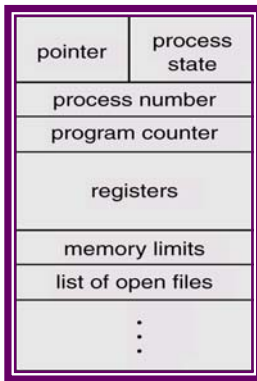 pointer
process
state
process number
program counter
registers
memory limits
list of open files